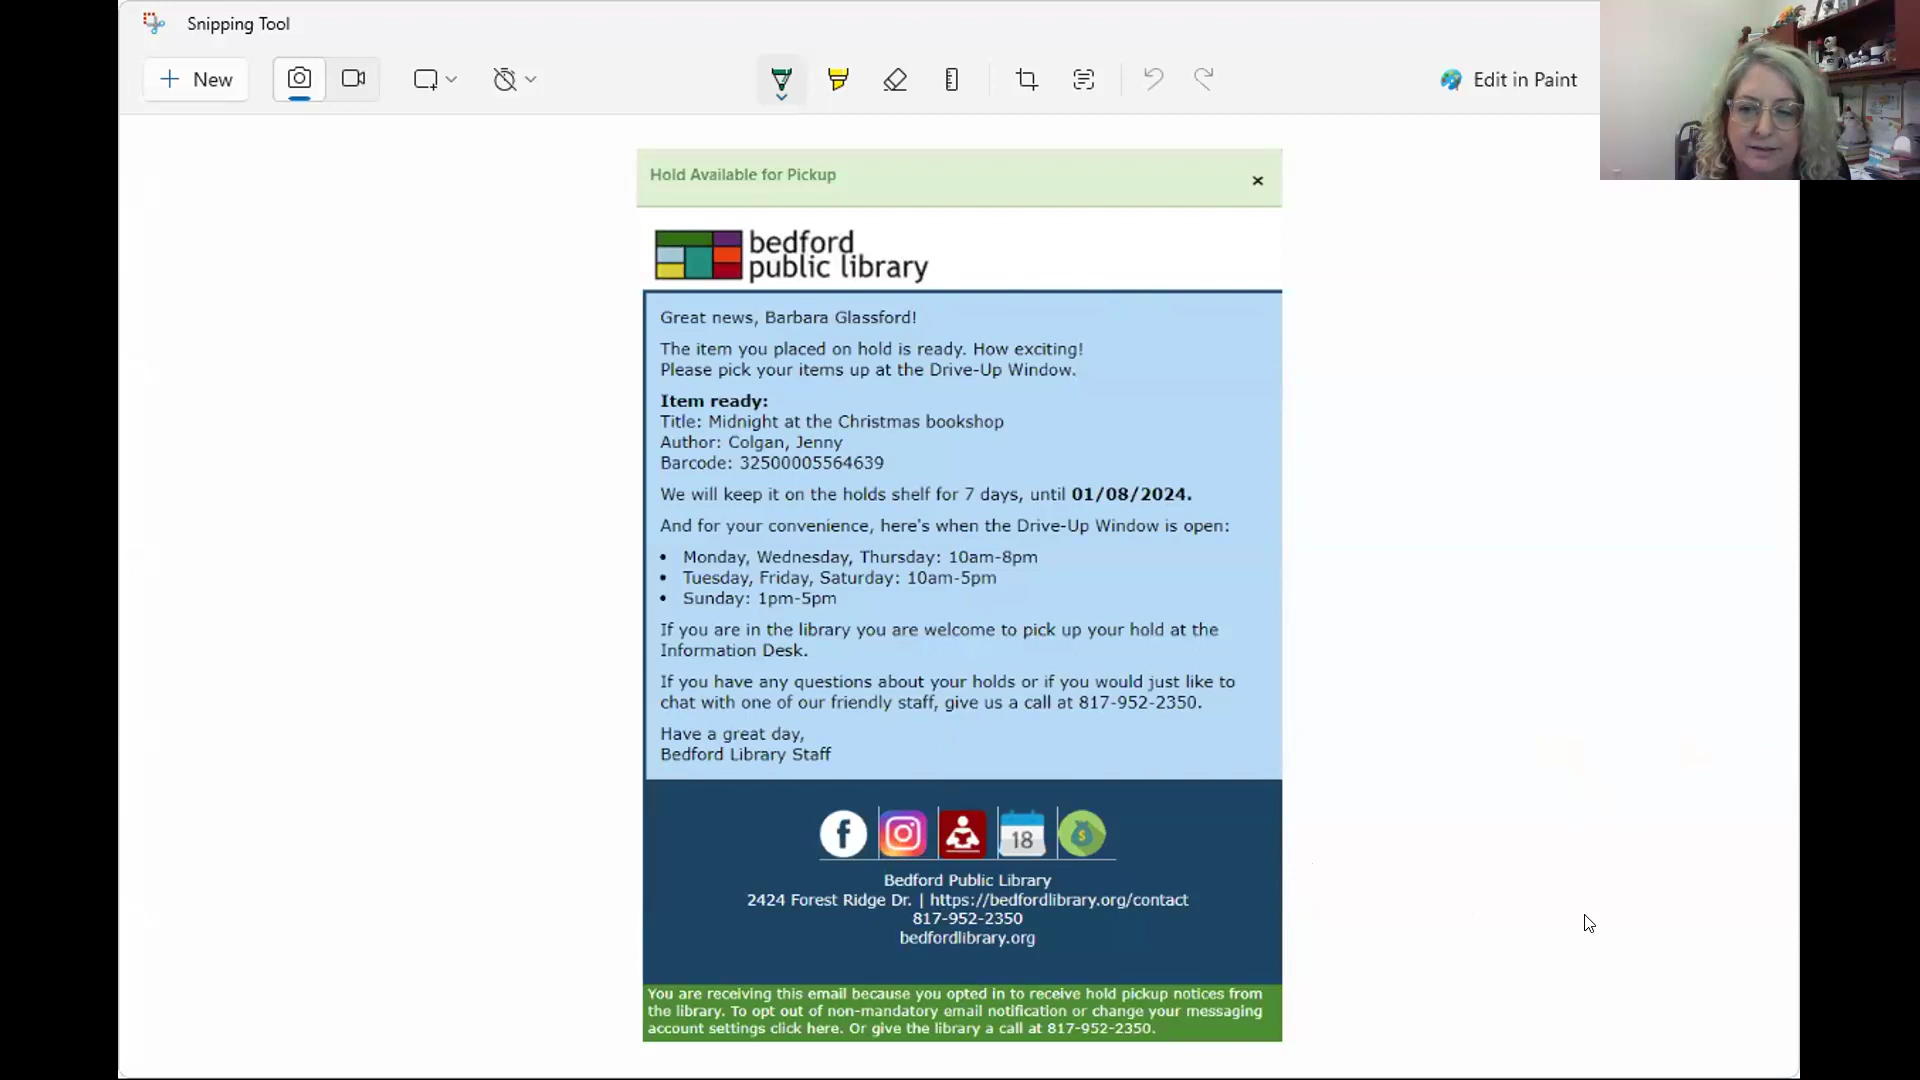 Snipping Tool
New
Edit in Paint
Hold Available for Pickup
bedford
public library
Great news, Barbara Glassford!
The item you placed on hold is ready. How exciting!
Please pick your items up at the Drive-Up Window.
Item ready:
Title: Midnight at the Christmas bookshop
Author: Colgan, Jenny
Barcode: 32500005564639
We will keep it on the holds shelf for 7 days, until 01/08/2024.
And for your convenience, here's when the Drive-Up Window is open:
• Monday, Wednesday, Thursday: 10am-8pm
• Tuesday, Friday, Saturday: 10am-5pm
• Sunday: 1pm-5pm
If you are in the library you are welcome to pick up your hold at the
Information Desk.
If you have any questions about your holds or if you would just like to
chat with one of our friendly staff, give us a call at 817-952-2350.
Have a great day,
Bedford Library Staff
18
Bedford Public Library
2424 Forest Ridge Dr. | https://bedfordlibrary.org/contact
817-952-2350
bedfordlibrary.org
You are receiving this email because you opted in to receive hold pickup notices from
the library. To opt out of non-mandatory email notification or change your messaging
account settings click here. Or give the library a call at 817-952-2350.